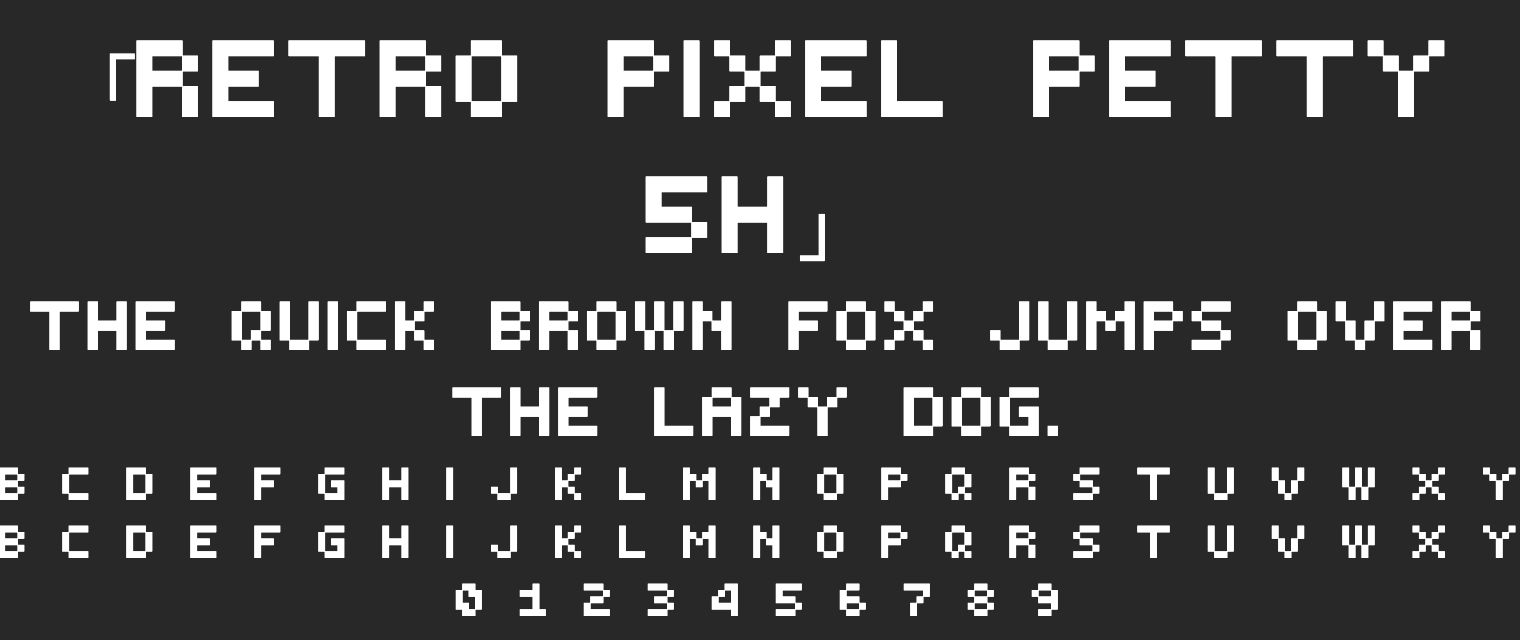 「RETRO PIXEL PETTY
5H」
THE QUICK BROWN FOX JUMPS OVER
THE LAZY DOG.
B C D E F G H I J K L M N O P Q R S T U V W X Y
B C D E F G H I J K L M N O P Q R S T U V W X Y
0 1 2 3 4 5 6 7 8 9